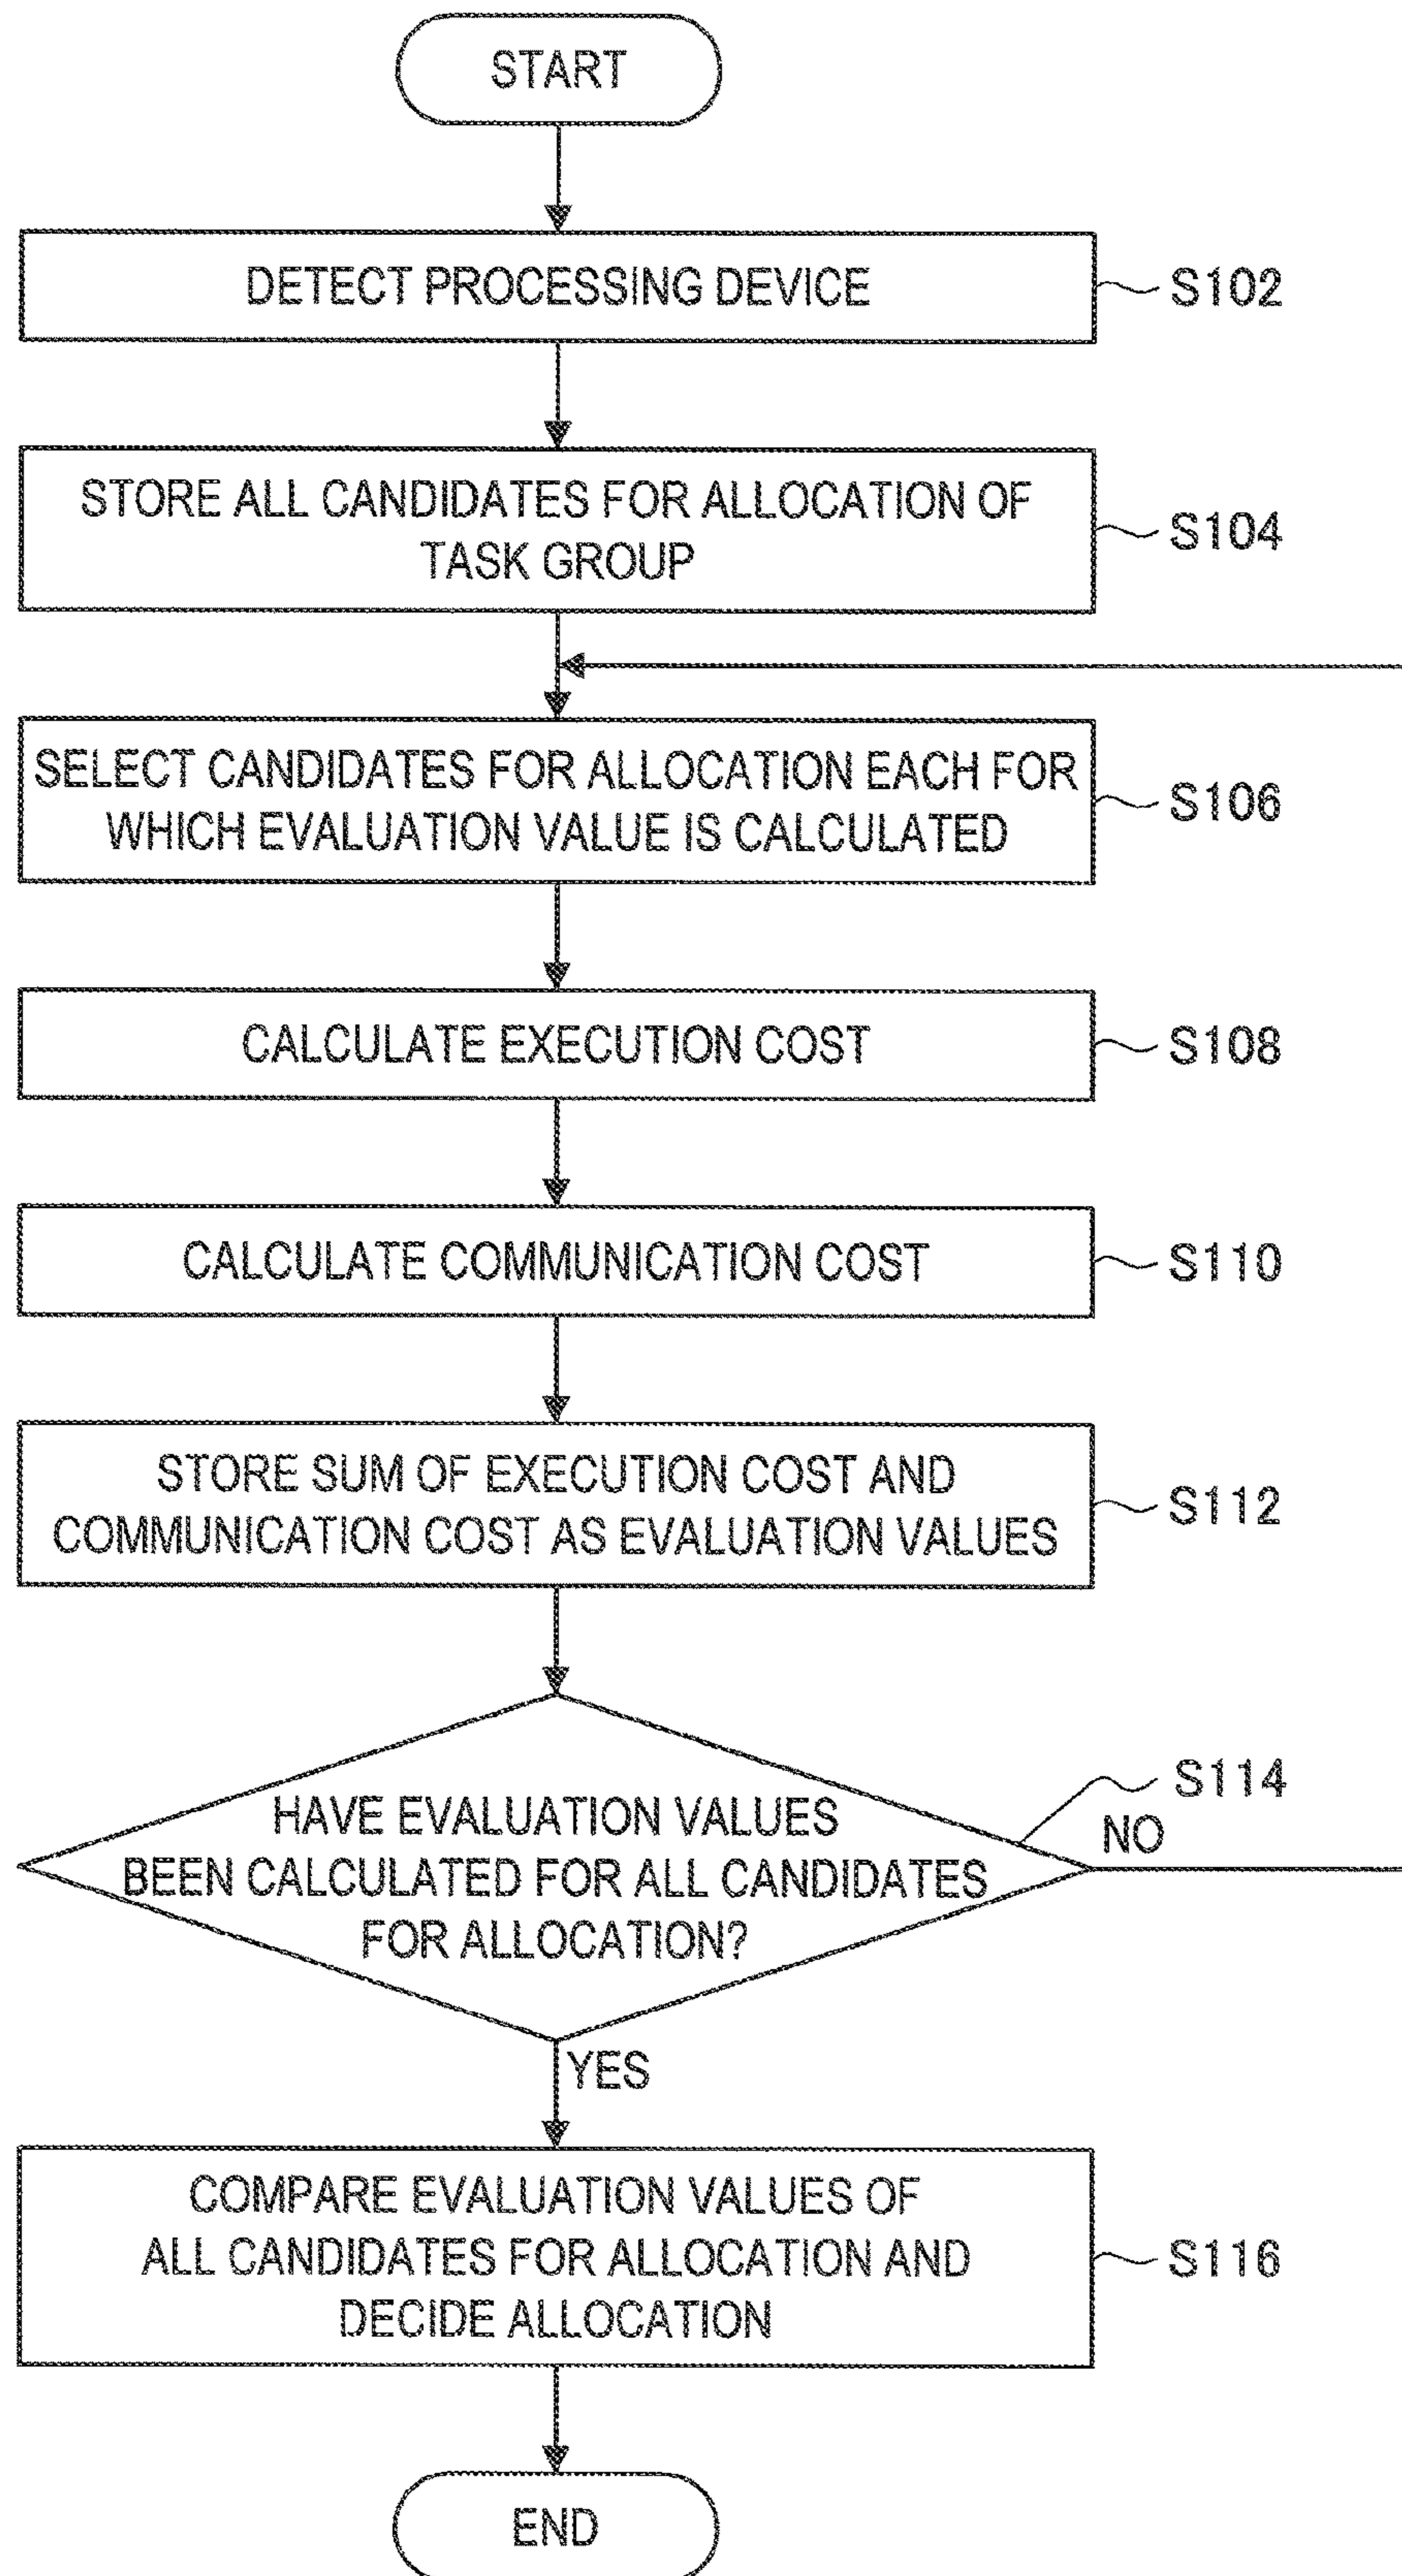 START
DETECT PROCESSING DEVICE
S102
STORE ALL CANDIDATES FOR ALLOCATION OF
TASK GROUP
S104
SELECT CANDIDATES FOR ALLOCATION EACH FOR
WHICH EVALUATION VALUE IS CALCULATED
S106
CALCULATE EXECUTION COST
S108
CALCULATE COMMUNICATION COST
S110
STORE SUM OF EXECUTION COST AND
COMMUNICATION COST AS EVALUATION VALUES
S112
HAVE EVALUATION VALUES
BEEN CALCULATED FOR ALL CANDIDATES
FOR ALLOCATION?
S114
NO
YES
COMPARE EVALUATION VALUES OF
ALL CANDIDATES FOR ALLOCATION AND
DECIDE ALLOCATION
S116
END